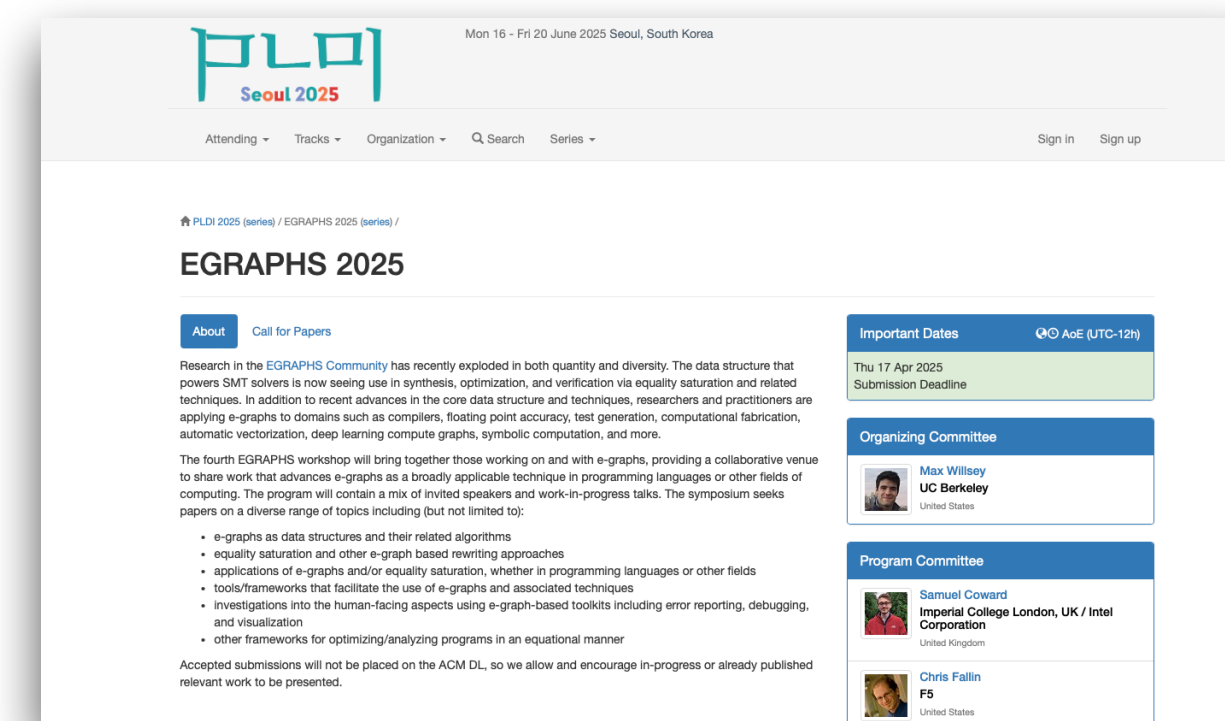 프ㄴ미
Seoul 2025
Mon 16 - Fri 20 June 2025 Seoul, South Korea
Attending Tracks Organization Search Series Sign in Sign up
PLDI 2025 (series) / EGRAPHS 2025 (series) /
EGRAPHS 2025
About Call for Papers
Research in the EGRAPHS Community has recently exploded in both quantity and diversity. The data structure that
powers SMT solvers is now seeing use in synthesis, optimization, and verification via equality saturation and related
techniques. In addition to recent advances in the core data structure and techniques, researchers and practitioners are
applying e-graphs to domains such as compilers, floating point accuracy, test generation, computational fabrication,
automatic vectorization, deep learning compute graphs, symbolic computation, and more.
The fourth EGRAPHS workshop will bring together those working on and with e-graphs, providing a collaborative venue
to share work that advances e-graphs as a broadly applicable technique in programming languages or other fields of
computing. The program will contain a mix of invited speakers and work-in-progress talks. The symposium seeks
papers on a diverse range of topics including (but not limited to):
• e-graphs as data structures and their related algorithms
• equality saturation and other e-graph based rewriting approaches
• applications of e-graphs and/or equality saturation, whether in programming languages or other fields
• tools/frameworks that facilitate the use of e-graphs and associated techniques
• investigations into the human-facing aspects using e-graph-based toolkits including error reporting, debugging,
and visualization
• other frameworks for optimizing/analyzing programs in an equational manner
Accepted submissions will not be placed on the ACM DL, so we allow and encourage in-progress or already published
relevant work to be presented.
Important Dates AoE (UTC-12h)
Thu 17 Apr 2025
Submission Deadline
Organizing Committee
Max Willsey
UC Berkeley
United States
Program Committee
Samuel Coward
Imperial College London, UK / Intel
Corporation
United Kingdom
Chris Fallin
F5
United States